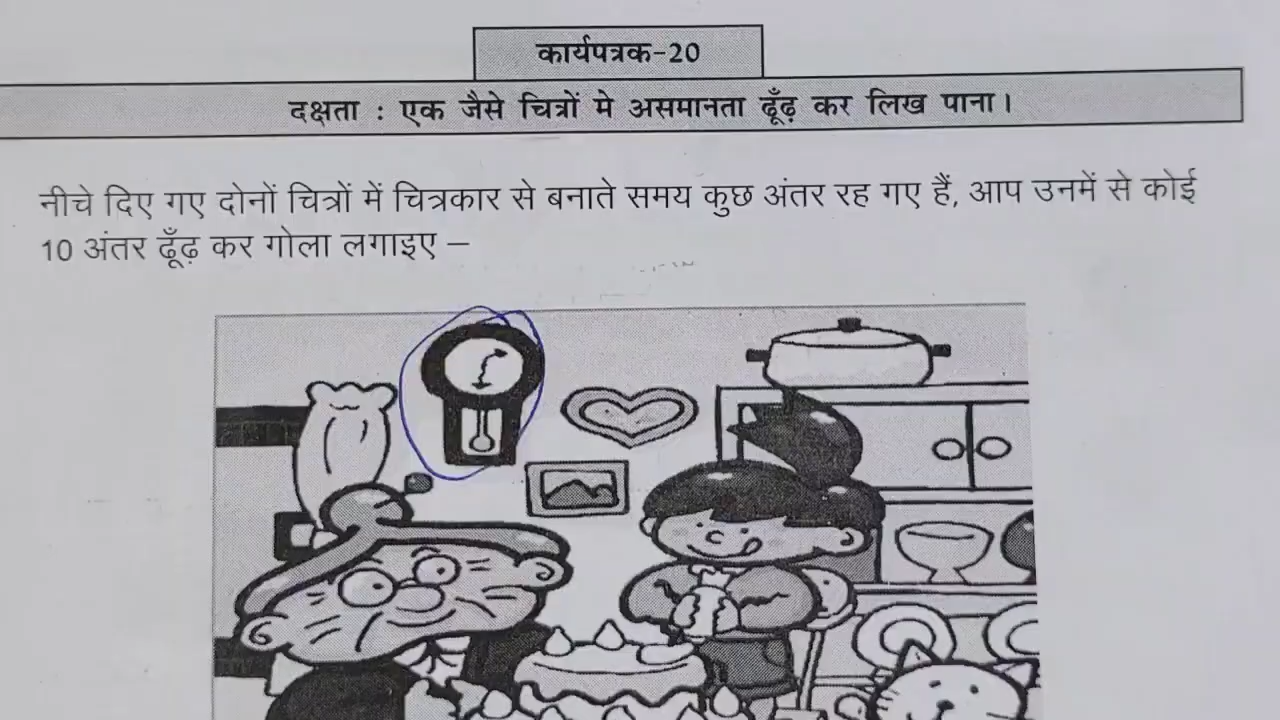 कार्यपत्रक-20
दक्षता : एक जैसे चित्रों मे असमानता ढूँढ़ कर लिख पाना।
नीचे दिए गए दोनों चित्रों में चित्रकार से बनाते समय कुछ अंतर रह गए हैं, आप उनमें से कोई
10 अंतर ढूँढ़ कर गोला लगाइए –